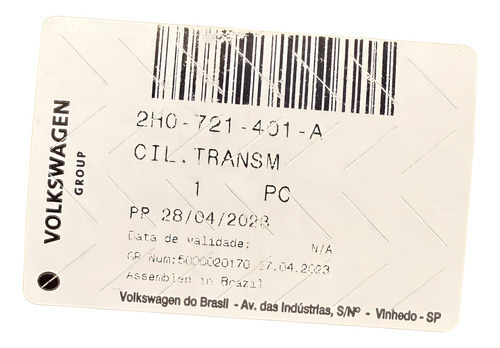 2H0-721-401-A
CIL.TRANSM
1 PC
PP 28/04/2023
Data de validade: N/A
GR Num:5000020170 27.04.2023
Assembled in Brazil
Volkswagen do Brasil - Av. das Indústrias, S/Nº - Vinhedo - SP
VOLKSWAGEN
GROUP